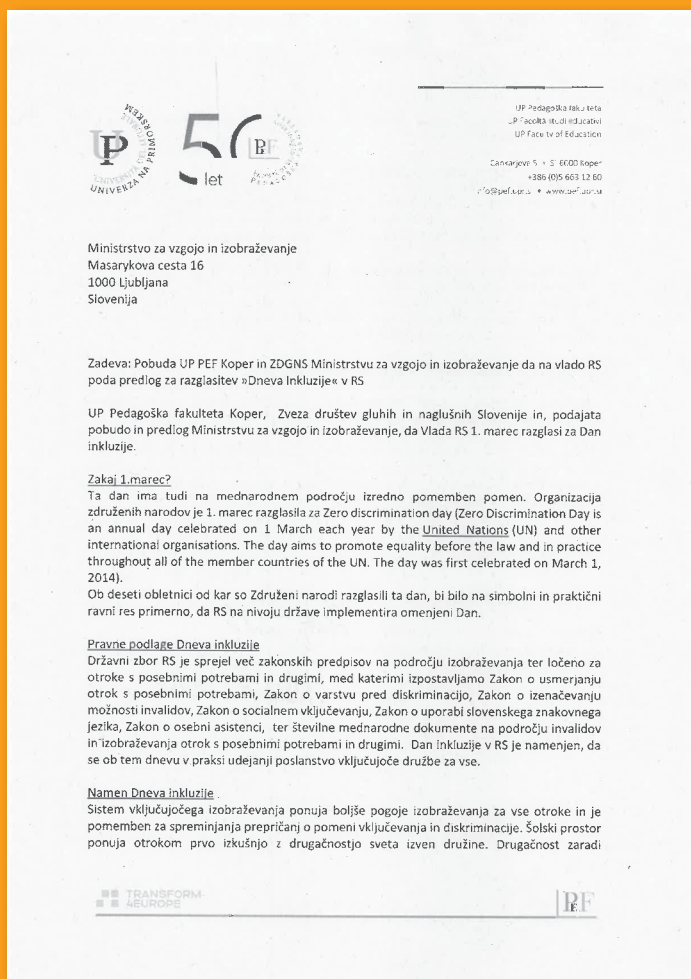 UP Pedagoška fakulteta
UP Facoltà studi educativi
UP Faculty of Education
Cankarjeve 5 • SI 6000 Koper
+386 (0)5 663 12 60
info@pef.upr.si • www.pef.upr.si
UP
UNIVERZA NA PRIMORSKEM
50 let
PEF
Ministrstvo za vzgojo in izobraževanje
Masarykova cesta 16
1000 Ljubljana
Slovenija
Zadeva: Pobuda UP PEF Koper in ZDGNS Ministrstvu za vzgojo in izobraževanje da na vlado RS
poda predlog za razglasitev »Dneva Inkluzije« v RS
UP Pedagoška fakulteta Koper, Zveza društev gluhih in naglušnih Slovenije in, podajata
pobudo in predlog Ministrstvu za vzgojo in izobraževanje, da Vlada RS 1. marec razglasi za Dan
inkluzije.
Zakaj 1.marec?
Ta dan ima tudi na mednarodnem področju izredno pomemben pomen. Organizacija
združenih narodov je 1. marec razglasila za Zero discrimination day (Zero Discrimination Day is
an annual day celebrated on 1 March each year by the United Nations (UN) and other
international organisations. The day aims to promote equality before the law and in practice
throughout all of the member countries of the UN. The day was first celebrated on March 1,
2014).
Ob deseti obletnici od kar so Združeni narodi razglasili ta dan, bi bilo na simbolni in praktični
ravni res primerno, da RS na nivoju države implementira omenjeni Dan.
Pravne podlage Dneva inkluzije
Državni zbor RS je sprejel več zakonskih predpisov na področju izobraževanja ter ločeno za
otroke s posebnimi potrebami in drugimi, med katerimi izpostavljamo Zakon o usmerjanju
otrok s posebnimi potrebami, Zakon o varstvu pred diskriminacijo, Zakon o izenačevanju
možnosti invalidov, Zakon o socialnem vključevanju, Zakon o uporabi slovenskega znakovnega
jezika, Zakon o osebni asistenci, ter številne mednarodne dokumente na področju invalidov
in izobraževanja otrok s posebnimi potrebami in drugimi. Dan inkluzije v RS je namenjen, da
se ob tem dnevu v praksi udejanji poslanstvo vključujoče družbe za vse.
Namen Dneva inkluzije
Sistem vključujočega izobraževanja ponuja boljše pogoje izobraževanja za vse otroke in je
pomemben za spreminjanja prepričanj o pomeni vključevanja in diskriminacije. Šolski prostor
ponuja otrokom prvo izkušnjo z drugačnostjo sveta izven družine. Drugačnost zaradi
TRANSFORM-
4EUROPE
PEF